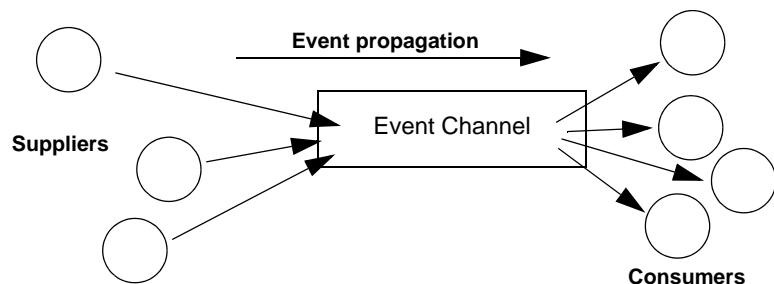 Event propagation
Event Channel
Suppliers
Consumers